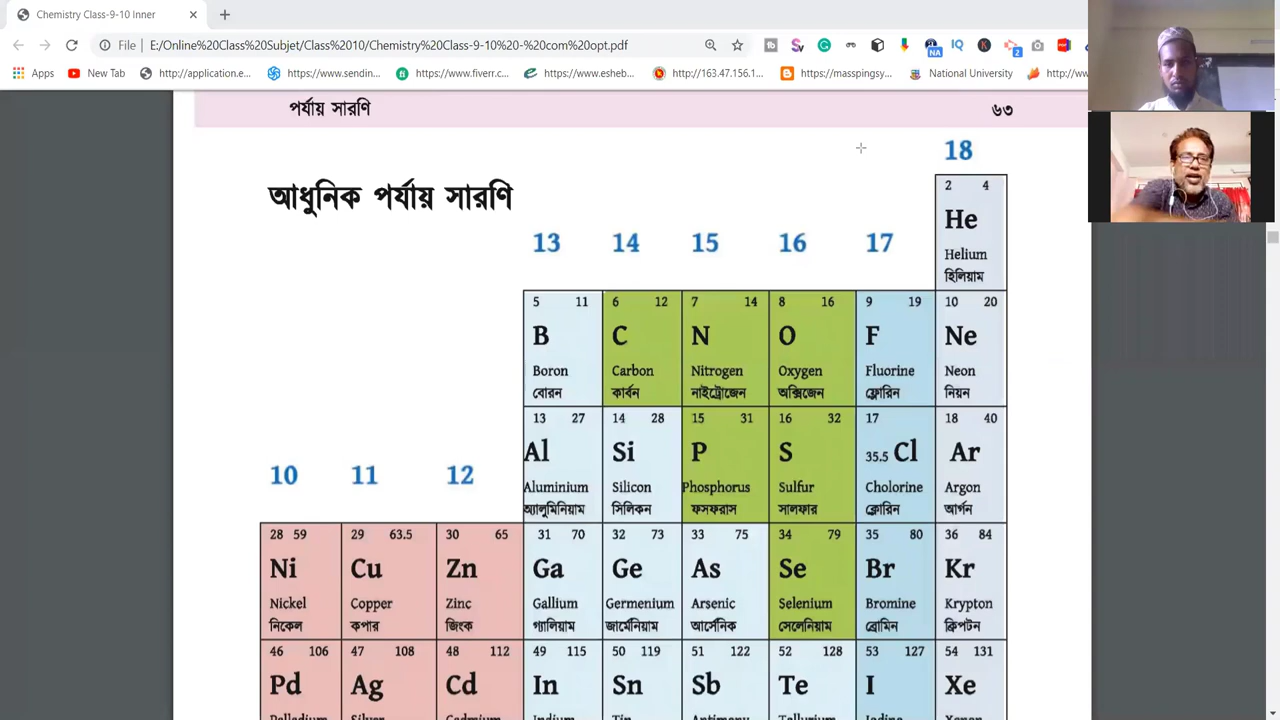 Chemistry Class-9-10 Inner
File
E:/Online%20Class%20Subjet/Class 10/Chemistry%20Class-9-10%20-%20com%20opt.pdf
Apps
New Tab
http://application.e...
https://www.sendin...
https://www.fiverr.c...
https://www.esheb...
http://163.47.156.1...
https://masspingsy...
National University
http://ww
পর্যায় সারণি
৬৩
আধুনিক পর্যায় সারণি
18
2 4
He
Helium
হিলিয়াম
13 14 15 16 17
5 11 6 12 7 14 8 16 9 19 10 20
B C N O F Ne
Boron Carbon Nitrogen Oxygen Fluorine Neon
বোরন কার্বন নাইট্রোজেন অক্সিজেন ফ্লোরিন নিয়ন
13 27 14 28 15 31 16 32 17 18 40
Al Si P S 35.5 Cl Ar
10 11 12
Aluminium Silicon Phosphorus Sulfur Cholorine Argon
অ্যালুমিনিয়াম সিলিকন ফসফরাস সালফার ক্লোরিন আর্গন
28 59 29 63.5 30 65 31 70 32 73 33 75 34 79 35 80 36 84
Ni Cu Zn Ga Ge As Se Br Kr
Nickel Copper Zinc Gallium Germenium Arsenic Selenium Bromine Krypton
নিকেল কপার জিংক গ্যালিয়াম জার্মেনিয়াম আর্সেনিক সেলেনিয়াম ব্রোমিন ক্রিপটন
46 106 47 108 48 112 49 115 50 119 51 122 52 128 53 127 54 131
Pd Ag Cd In Sn Sb Te I Xe